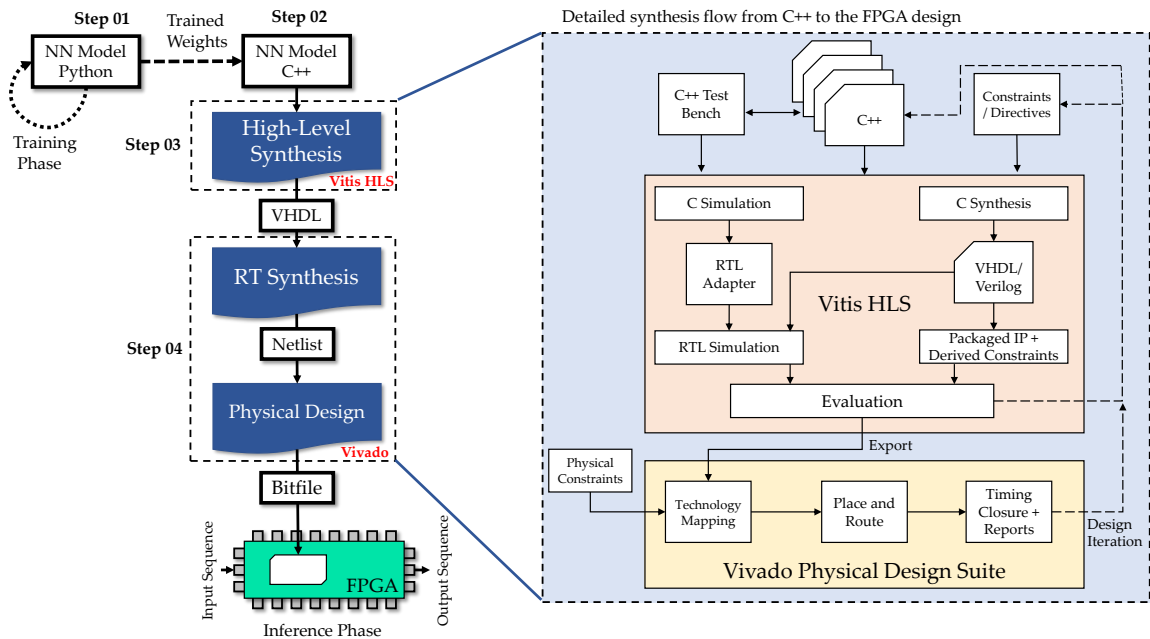 Step 01
Step 02
NN Model
Python
Trained
Weights
NN Model
C++
Training
Phase
Step 03
High-Level
Synthesis
Vitis HLS
VHDL
Step 04
RT Synthesis
Netlist
Physical Design
Vivado
Bitfile
Input Sequence
FPGA
Output Sequence
Inference Phase
Detailed synthesis flow from C++ to the FPGA design
C++ Test
Bench
C++
Constraints
/ Directives
C Simulation
C Synthesis
RTL
Adapter
VHDL/
Verilog
Vitis HLS
RTL Simulation
Packaged IP +
Derived Constraints
Evaluation
Export
Physical
Constraints
Technology
Mapping
Place and
Route
Timing
Closure +
Reports
Design
Iteration
Vivado Physical Design Suite